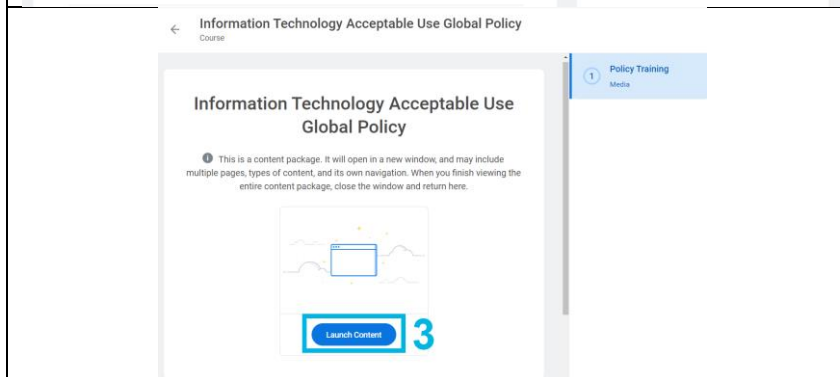 Information Technology Acceptable Use Global Policy
Course
1
Policy Training
Media
Information Technology Acceptable Use
Global Policy
This is a content package. It will open in a new window, and may include
multiple pages, types of content, and its own navigation. When you finish viewing the
entire content package, close the window and return here.
Launch Content
3